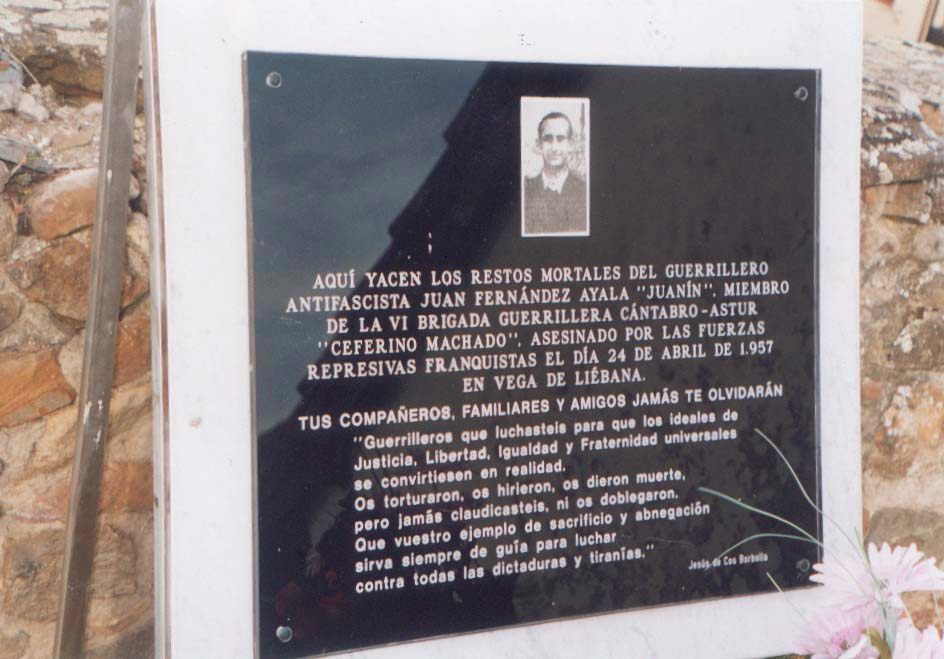 AQUÍ YACEN LOS RESTOS MORTALES DEL GUERRILLERO
ANTIFASCISTA JUAN FERNÁNDEZ AYALA "JUANÍN", MIEMBRO
DE LA VI BRIGADA GUERRILLERA CÁNTABRO-ASTUR
"CEFERINO MACHADO", ASESINADO POR LAS FUERZAS
REPRESIVAS FRANQUISTAS EL DÍA 24 DE ABRIL DE 1.957
EN VEGA DE LIÉBANA.
TUS COMPAÑEROS, FAMILIARES Y AMIGOS JAMÁS TE OLVIDARÁN
"Guerrilleros que luchasteis para que los ideales de
Justicia, Libertad, Igualdad y Fraternidad universales
se convirtiesen en realidad.
Os torturaron, os hirieron, os dieron muerte,
pero jamás claudicasteis, ni os doblegaron.
Que vuestro ejemplo de sacrificio y abnegación
sirva siempre de guía para luchar
contra todas las dictaduras y tiranías."
Jesús de Cos Borbolla